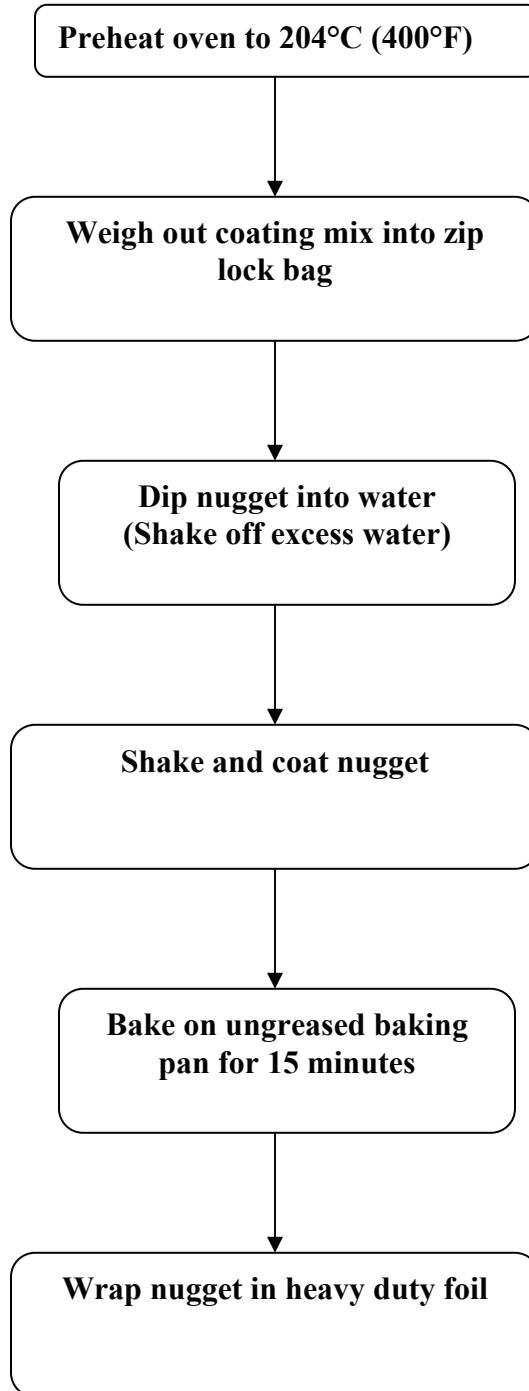 Preheat oven to 204°C (400°F)
Weigh out coating mix into zip
lock bag
Dip nugget into water
(Shake off excess water)
Shake and coat nugget
Bake on ungreased baking
pan for 15 minutes
Wrap nugget in heavy duty foil